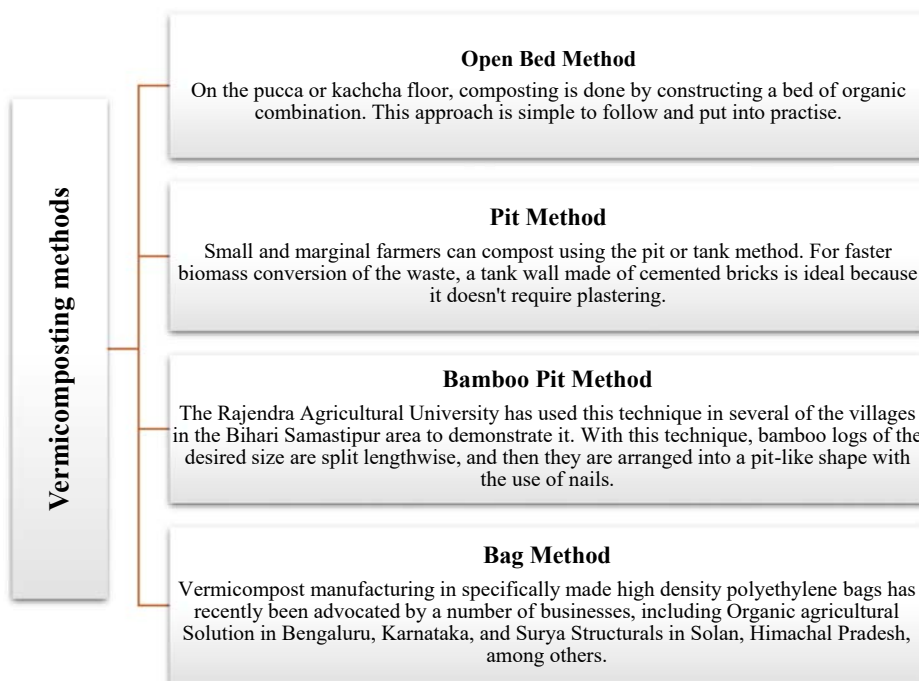 Vermicomposting methods
Open Bed Method
On the pucca or kachcha floor, composting is done by constructing a bed of organic
combination. This approach is simple to follow and put into practise.
Pit Method
Small and marginal farmers can compost using the pit or tank method. For faster
biomass conversion of the waste, a tank wall made of cemented bricks is ideal because
it doesn't require plastering.
Bamboo Pit Method
The Rajendra Agricultural University has used this technique in several of the villages
in the Bihari Samastipur area to demonstrate it. With this technique, bamboo logs of the
desired size are split lengthwise, and then they are arranged into a pit-like shape with
the use of nails.
Bag Method
Vermicompost manufacturing in specifically made high density polyethylene bags has
recently been advocated by a number of businesses, including Organic agricultural
Solution in Bengaluru, Karnataka, and Surya Structurals in Solan, Himachal Pradesh,
among others.